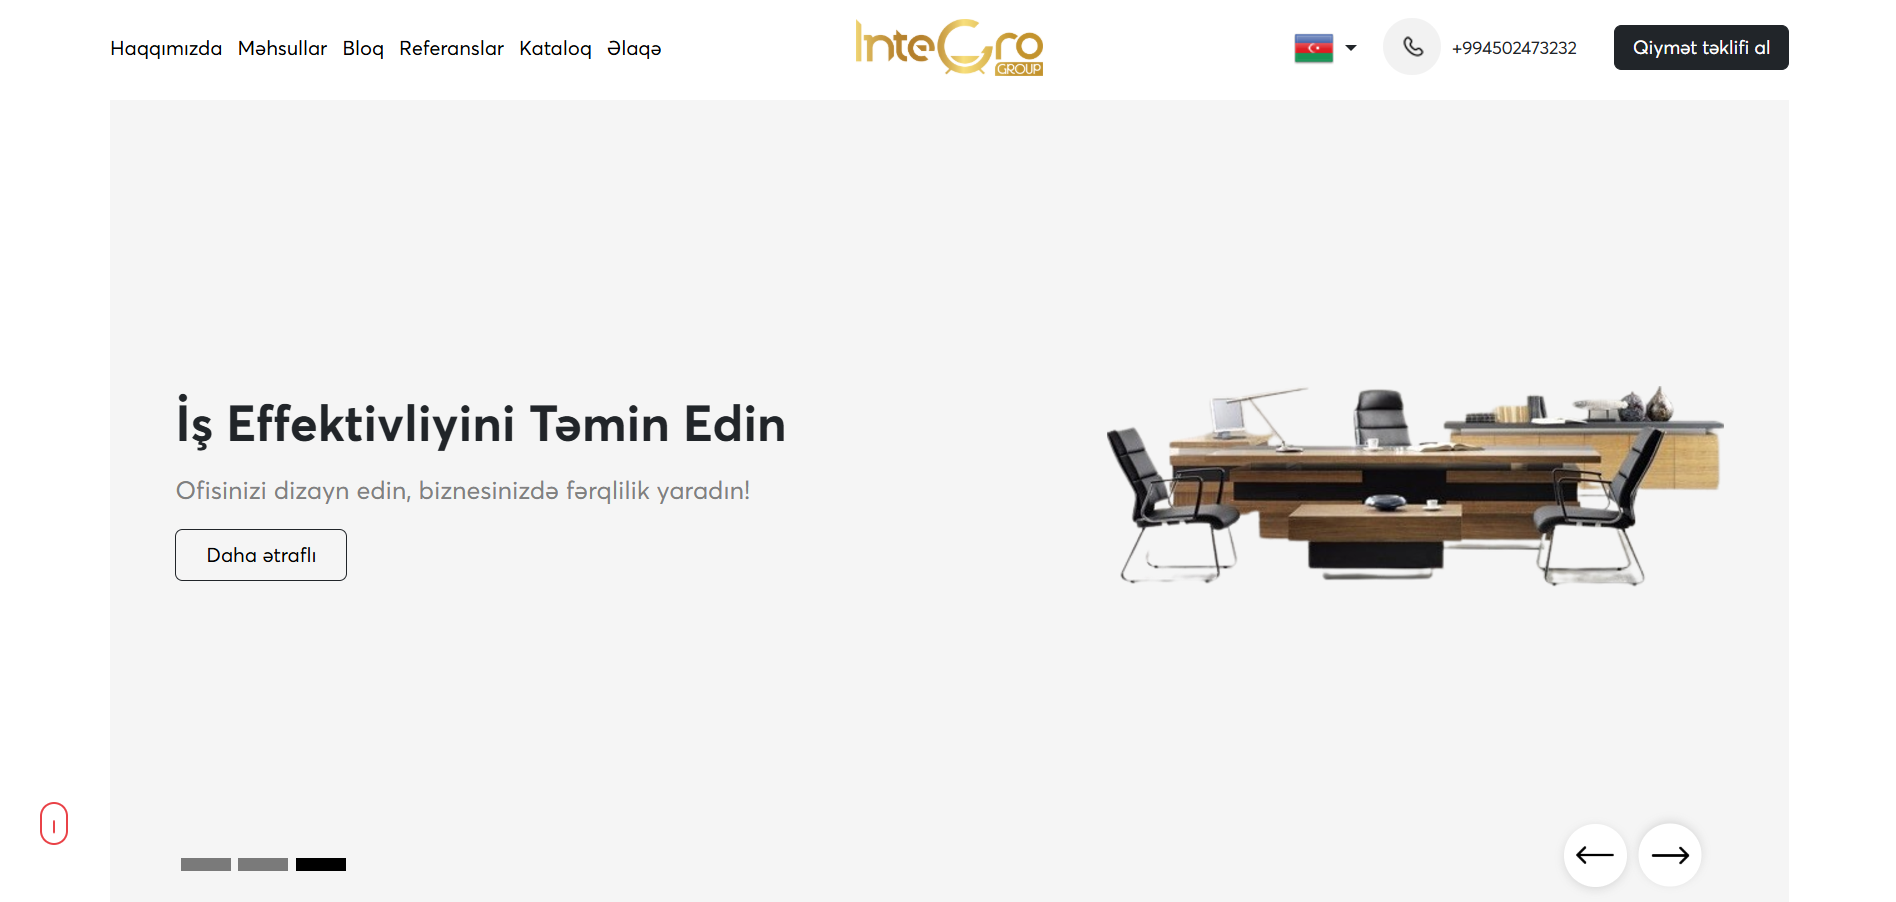 Haqqımızda Məhsullar Bloq Referanslar Kataloq Əlaqə
InteGro
GROUP
+994502473232
Qiymət təklifi al
İş Effektivliyini Təmin Edin
Ofisinizi dizayn edin, biznesinizdə fərqlilik yaradın!
Daha ətraflı